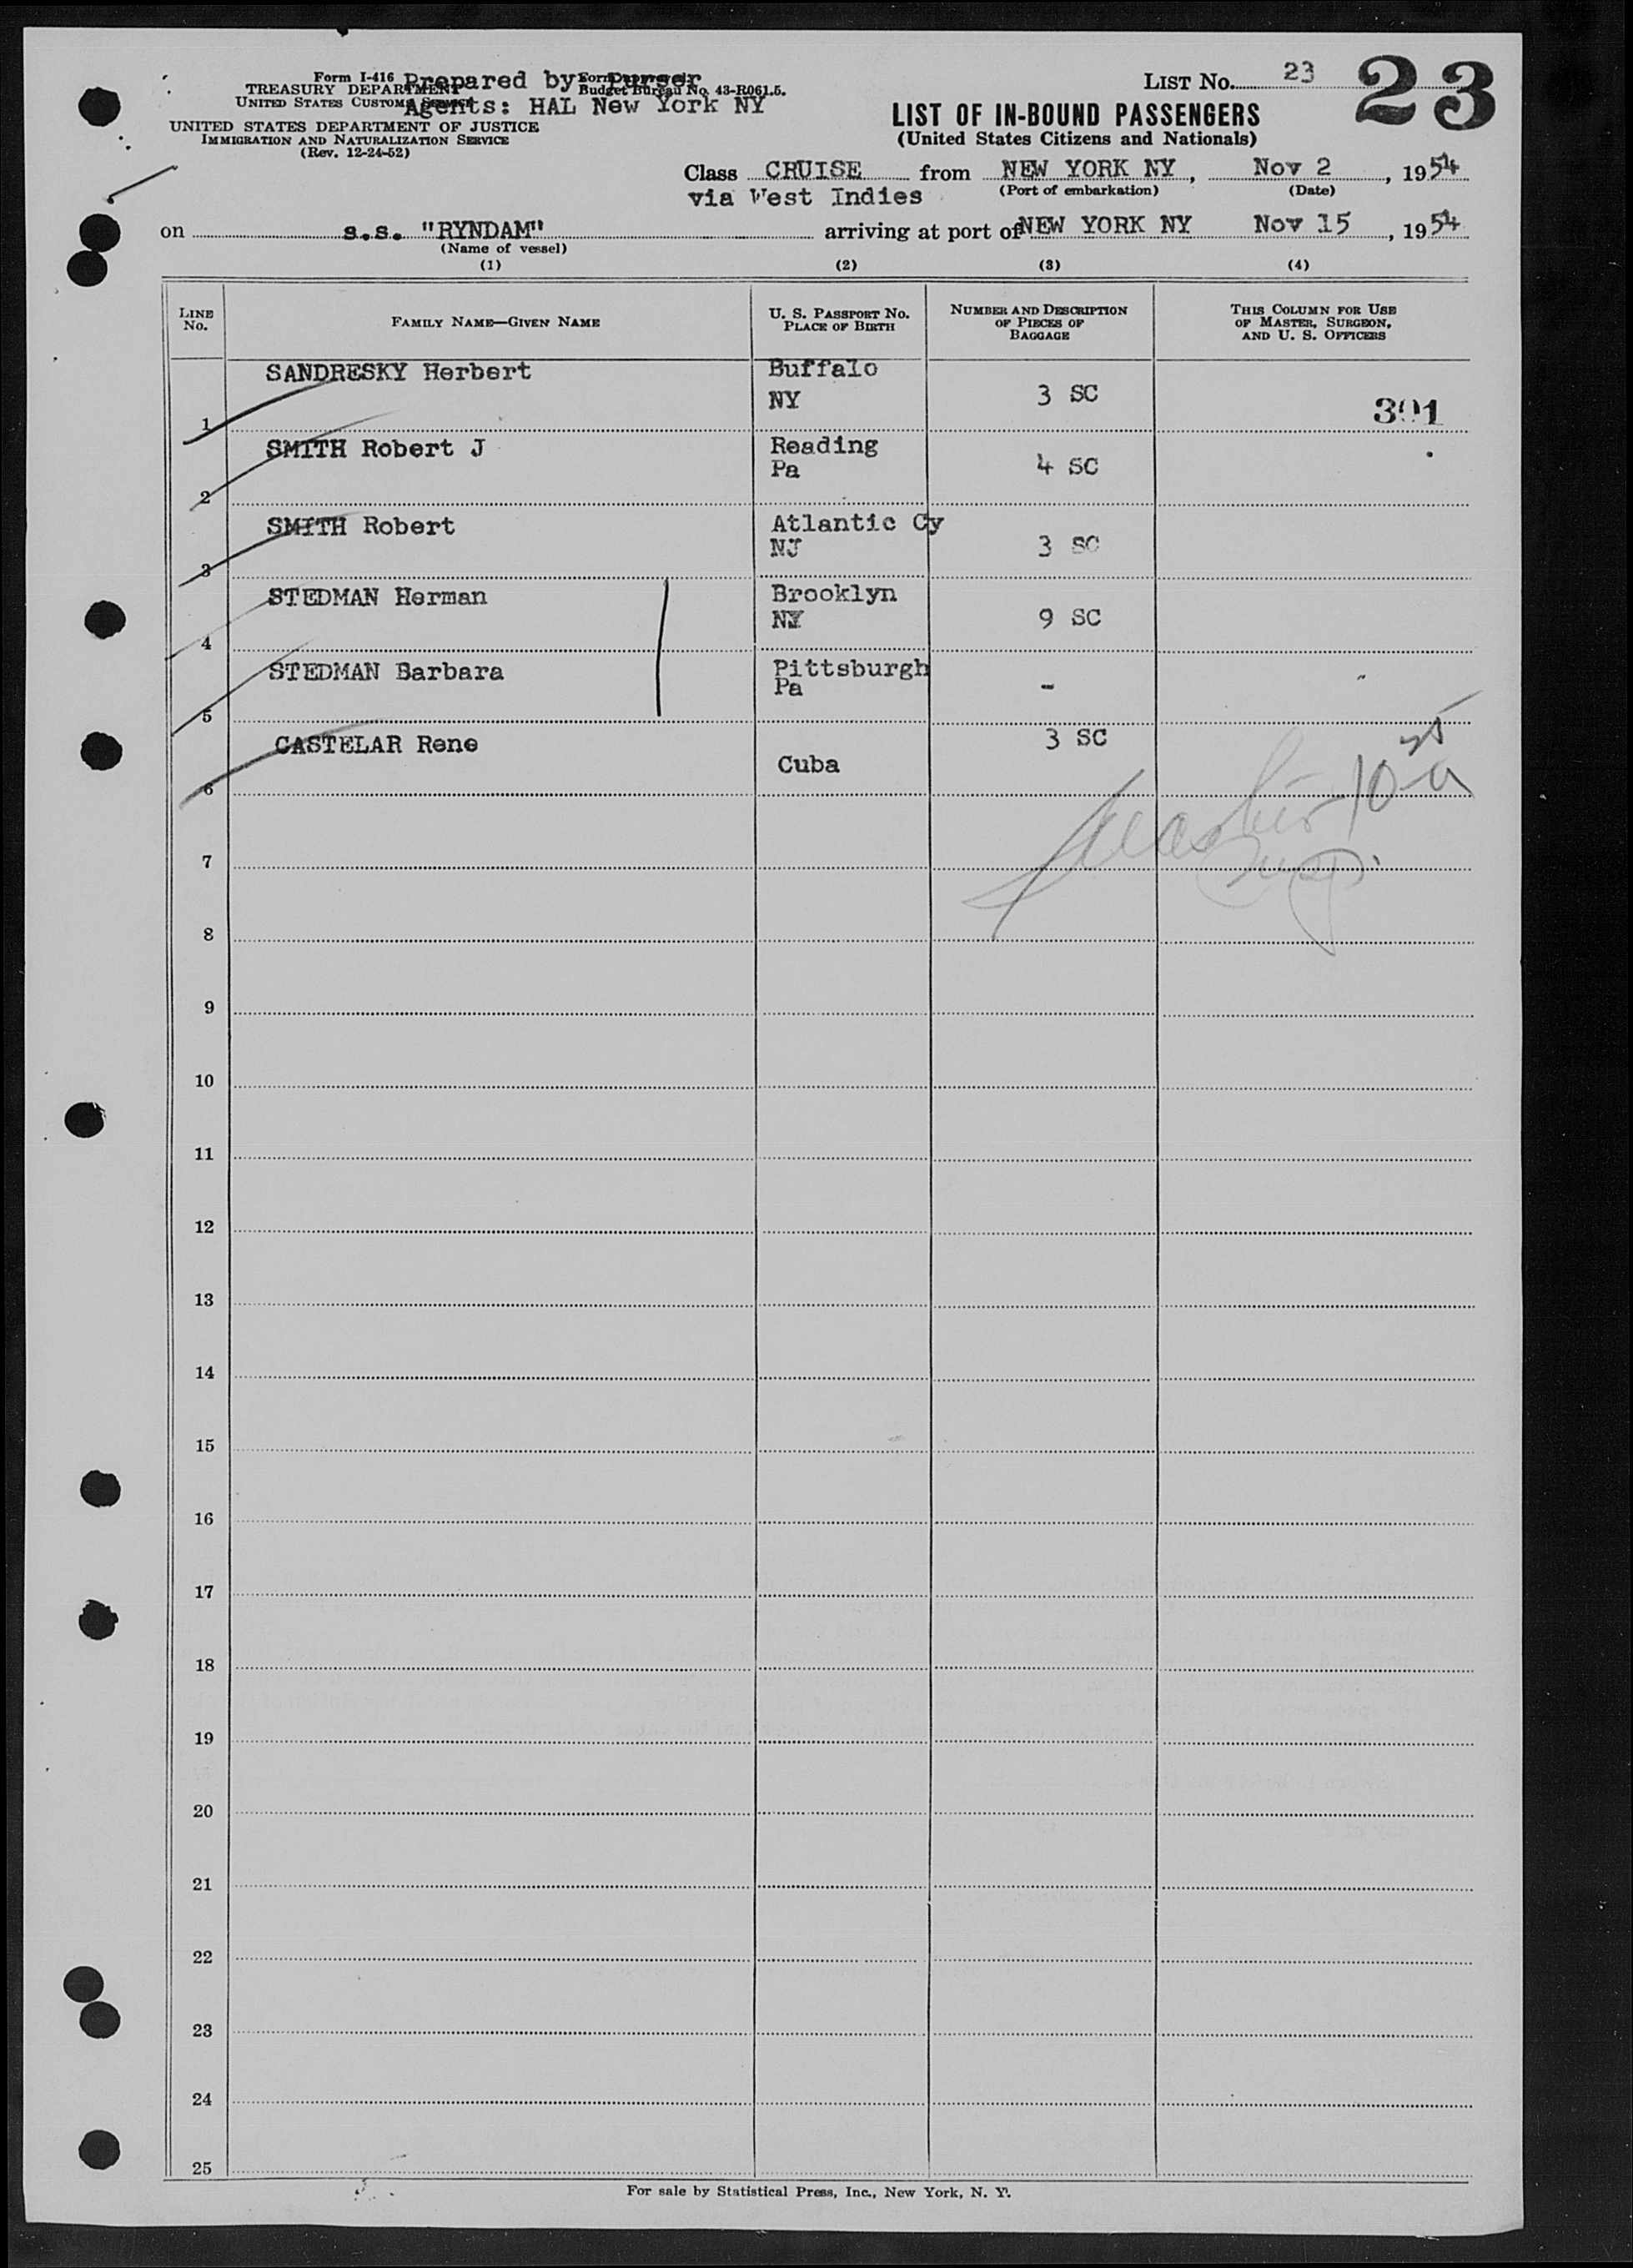 Form I-416
TREASURY DEPARTMENT
UNITED STATES CUSTOMS SERVICE
UNITED STATES DEPARTMENT OF JUSTICE
IMMIGRATION AND NATURALIZATION SERVICE
(Rev. 12-24-52)
Prepared by Purser
Agents: HAL New York NY
Budget Bureau No. 43-R061.5.
LIST No. 23
23
LIST OF IN-BOUND PASSENGERS
(United States Citizens and Nationals)
Class CRUISE from NEW YORK NY, Nov 2, 1954
(Port of embarkation) (Date)
via West Indies
on s.s. "RYNDAM" arriving at port of NEW YORK NY Nov 15, 1954
(Name of vessel)
(1) (2) (3) (4)
LINE No. FAMILY NAME—GIVEN NAME U. S. PASSPORT No. PLACE OF BIRTH NUMBER AND DESCRIPTION OF PIECES OF BAGGAGE THIS COLUMN FOR USE OF MASTER, SURGEON, AND U. S. OFFICERS
1 SANDRESKY Herbert Buffalo NY 3 SC 301
2 SMITH Robert J Reading Pa 4 SC
3 SMITH Robert Atlantic Cy NJ 3 SC
4 STEDMAN Herman Brooklyn NY 9 SC
5 STEDMAN Barbara Pittsburgh Pa -
6 CASTELAR Rene Cuba 3 SC
7
8
9
10
11
12
13
14
15
16
17
18
19
20
21
22
23
24
25
For sale by Statistical Press, Inc., New York, N. Y.